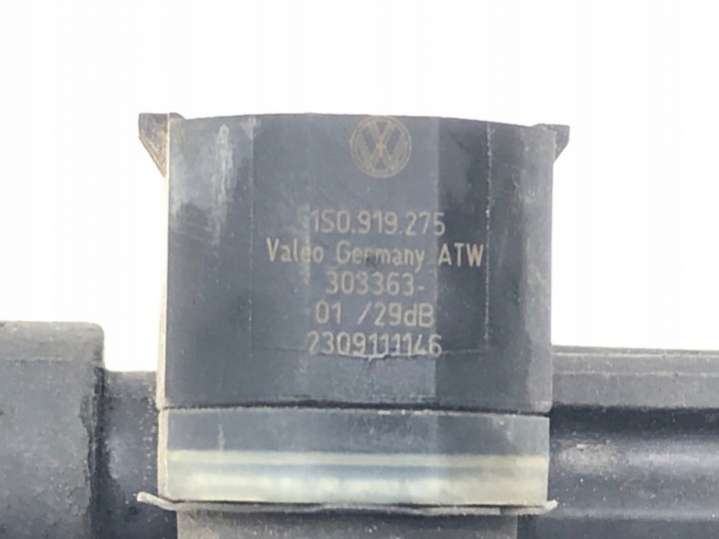 1S0.919.275
Valeo Germany ATW
303363-
01 /29dB
2309111146